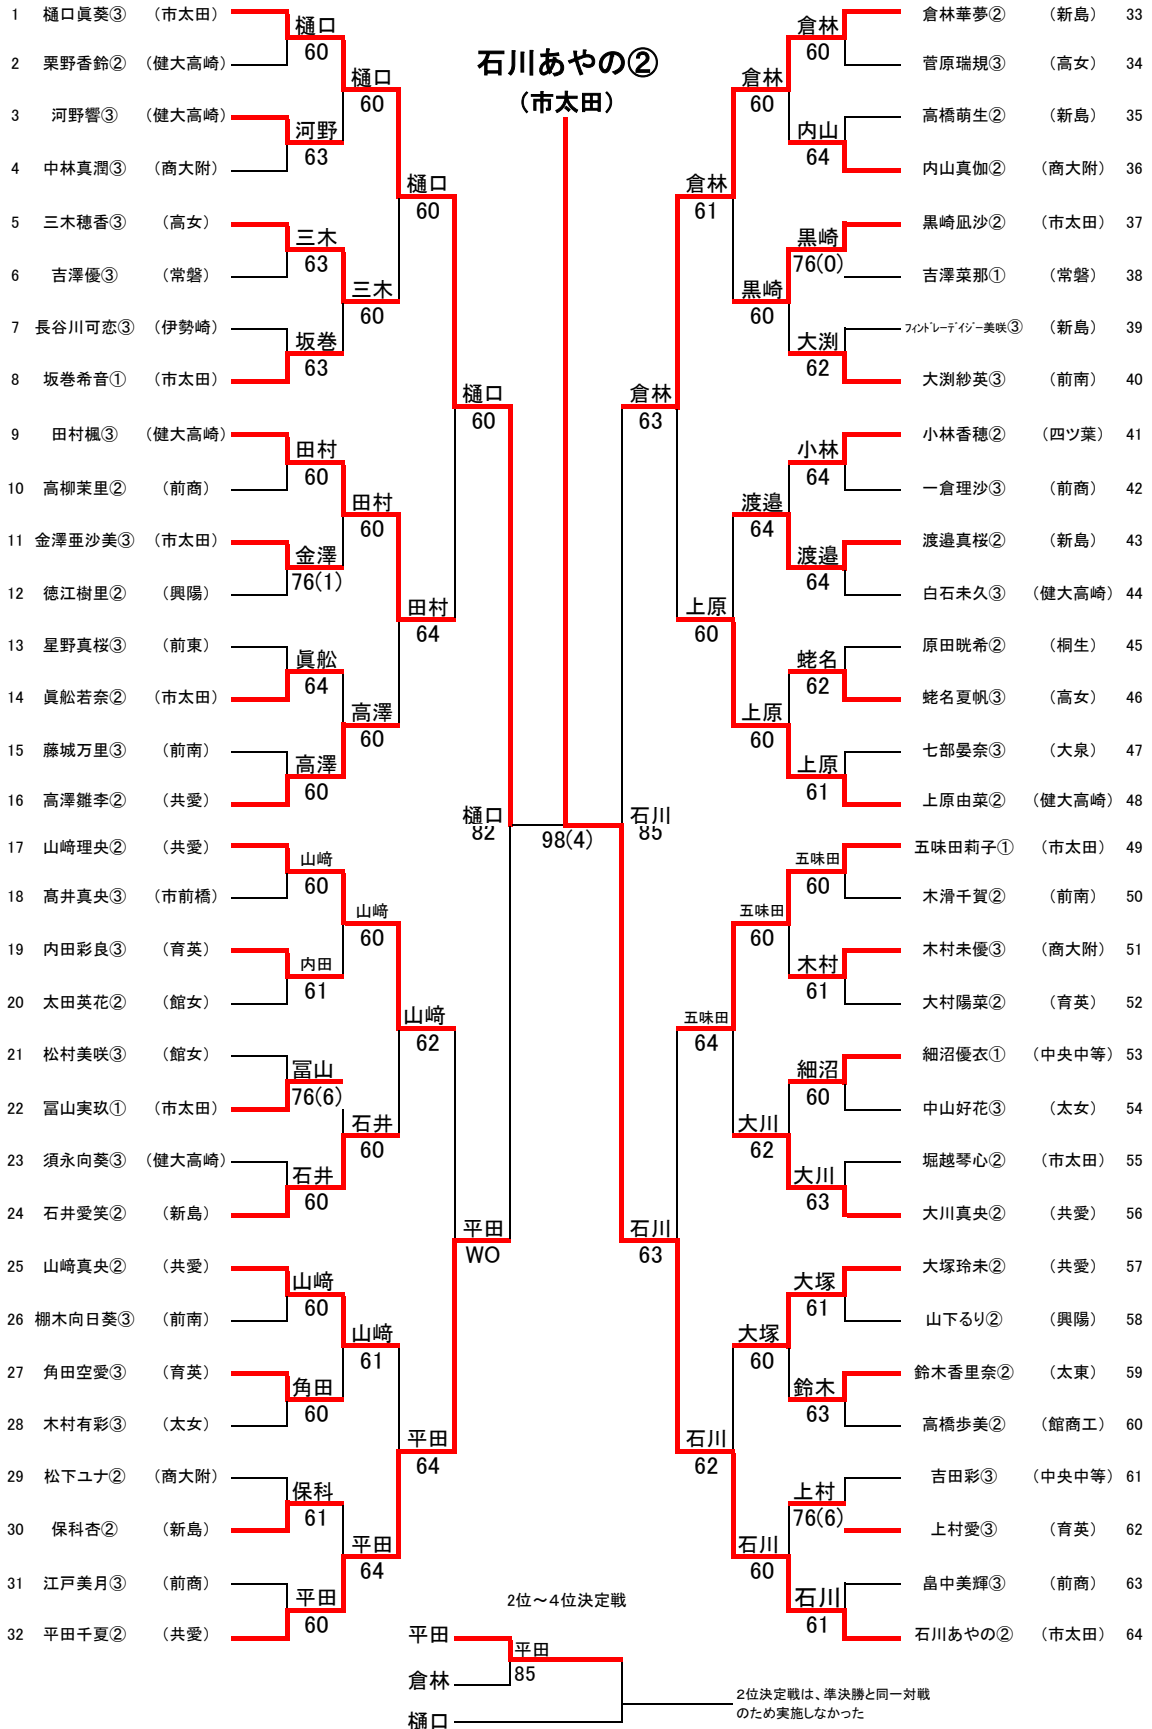 石川あやの②
（市太田）
1 樋口眞葵③ （市太田）
2 栗野香鈴② （健大高崎）
3 河野響③ （健大高崎）
4 中林真潤③ （商大附）
5 三木穂香③ （高女）
6 吉澤優③ （常磐）
7 長谷川可恋③ （伊勢崎）
8 坂巻希音① （市太田）
9 田村楓③ （健大高崎）
10 高柳茉里② （前商）
11 金澤亜沙美③ （市太田）
12 徳江樹里② （興陽）
13 星野真桜③ （前東）
14 眞舩若奈② （市太田）
15 藤城万里③ （前南）
16 高澤雛李② （共愛）
17 山﨑理央② （共愛）
18 髙井真央③ （市前橋）
19 内田彩良③ （育英）
20 太田英花② （館女）
21 松村美咲③ （館女）
22 冨山実玖① （市太田）
23 須永向葵③ （健大高崎）
24 石井愛笑② （新島）
25 山﨑真央② （共愛）
26 棚木向日葵③ （前南）
27 角田空愛③ （育英）
28 木村有彩③ （太女）
29 松下ユナ② （商大附）
30 保科杏② （新島）
31 江戸美月③ （前商）
32 平田千夏② （共愛）
樋口
60
河野
63
三木
63
坂巻
63
田村
60
金澤
76(1)
眞舩
64
高澤
60
山﨑
60
内田
61
冨山
76(6)
石井
60
山﨑
60
角田
60
保科
61
平田
60
樋口
60
三木
60
田村
60
高澤
60
山﨑
60
石井
60
山﨑
61
平田
64
樋口
60
田村
64
山﨑
62
平田
64
樋口
60
平田
WO
樋口
82
98(4)
石川
85
倉林
63
石川
63
倉林
61
上原
60
五味田
64
石川
62
倉林
60
黒崎
60
渡邉
64
上原
60
五味田
60
大川
62
大塚
60
石川
60
倉林
60
内山
64
黒崎
76(0)
大渕
62
小林
64
渡邉
64
蛯名
62
上原
61
五味田
60
木村
61
細沼
60
大川
63
大塚
61
鈴木
63
上村
76(6)
石川
61
倉林華夢② （新島） 33
菅原瑞規③ （高女） 34
高橋萌生② （新島） 35
内山真伽② （商大附） 36
黒崎凪沙② （市太田） 37
吉澤菜那① （常磐） 38
フィンドレーデイジー美咲③ （新島） 39
大渕紗英③ （前南） 40
小林香穂② （四ツ葉） 41
一倉理沙③ （前商） 42
渡邉真桜② （新島） 43
白石未久③ （健大高崎） 44
原田晄希② （桐生） 45
蛯名夏帆③ （高女） 46
七部晏奈③ （大泉） 47
上原由菜② （健大高崎） 48
五味田莉子① （市太田） 49
木滑千賀② （前南） 50
木村未優③ （商大附） 51
大村陽菜② （育英） 52
細沼優衣① （中央中等） 53
中山好花③ （太女） 54
堀越琴心② （市太田） 55
大川真央② （共愛） 56
大塚玲未② （共愛） 57
山下るり② （興陽） 58
鈴木香里奈② （太東） 59
高橋歩美② （館商工） 60
吉田彩③ （中央中等） 61
上村愛③ （育英） 62
畠中美輝③ （前商） 63
石川あやの② （市太田） 64
2位～４位決定戦
平田
倉林
樋口
平田
85
２位決定戦は、準決勝と同一対戦
のため実施しなかった